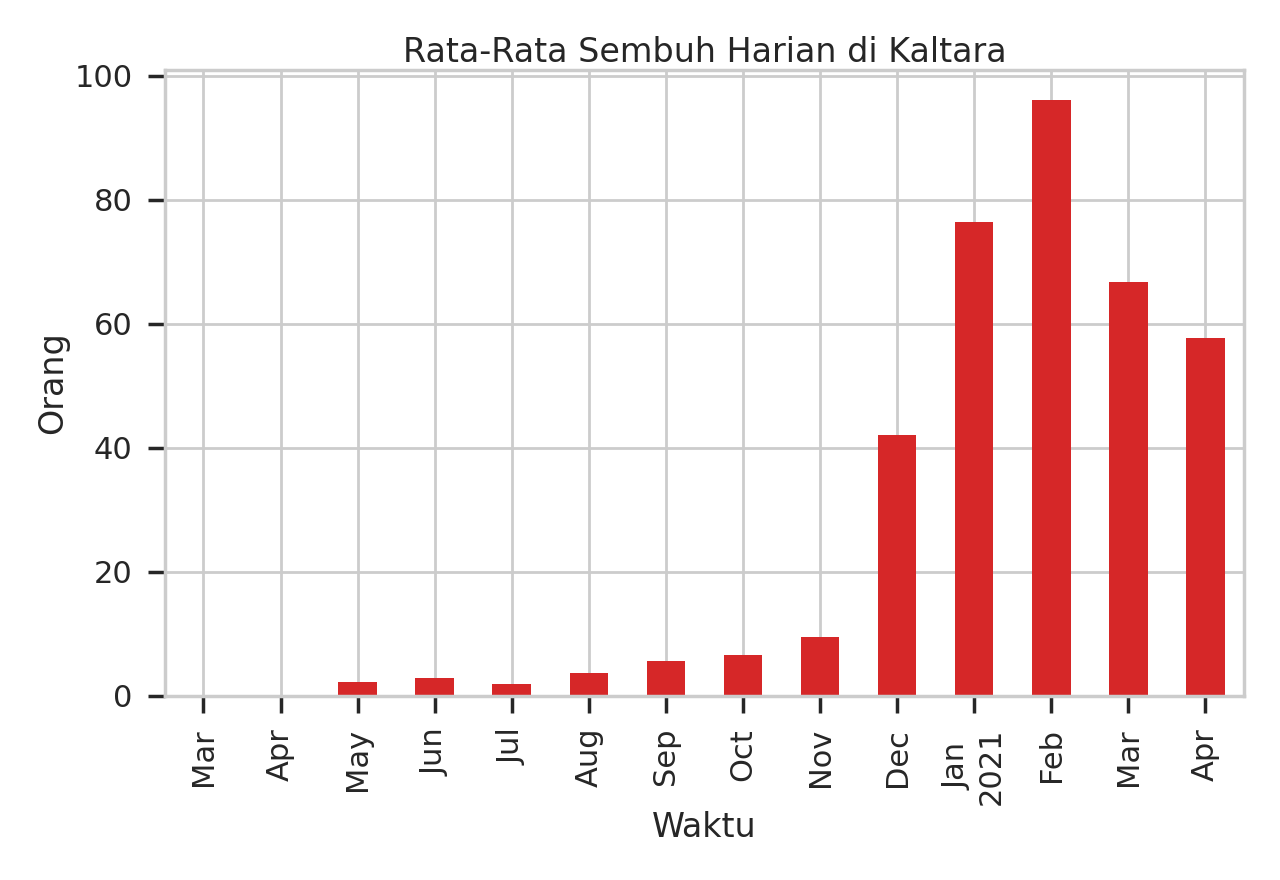 Rata-Rata Sembuh Harian di Kaltara
100
80
60
40
20
0
Orang
Mar
Apr
May
Jun
Jul
Aug
Sep
Oct
Nov
Dec
Jan
2021
Feb
Mar
Apr
Waktu